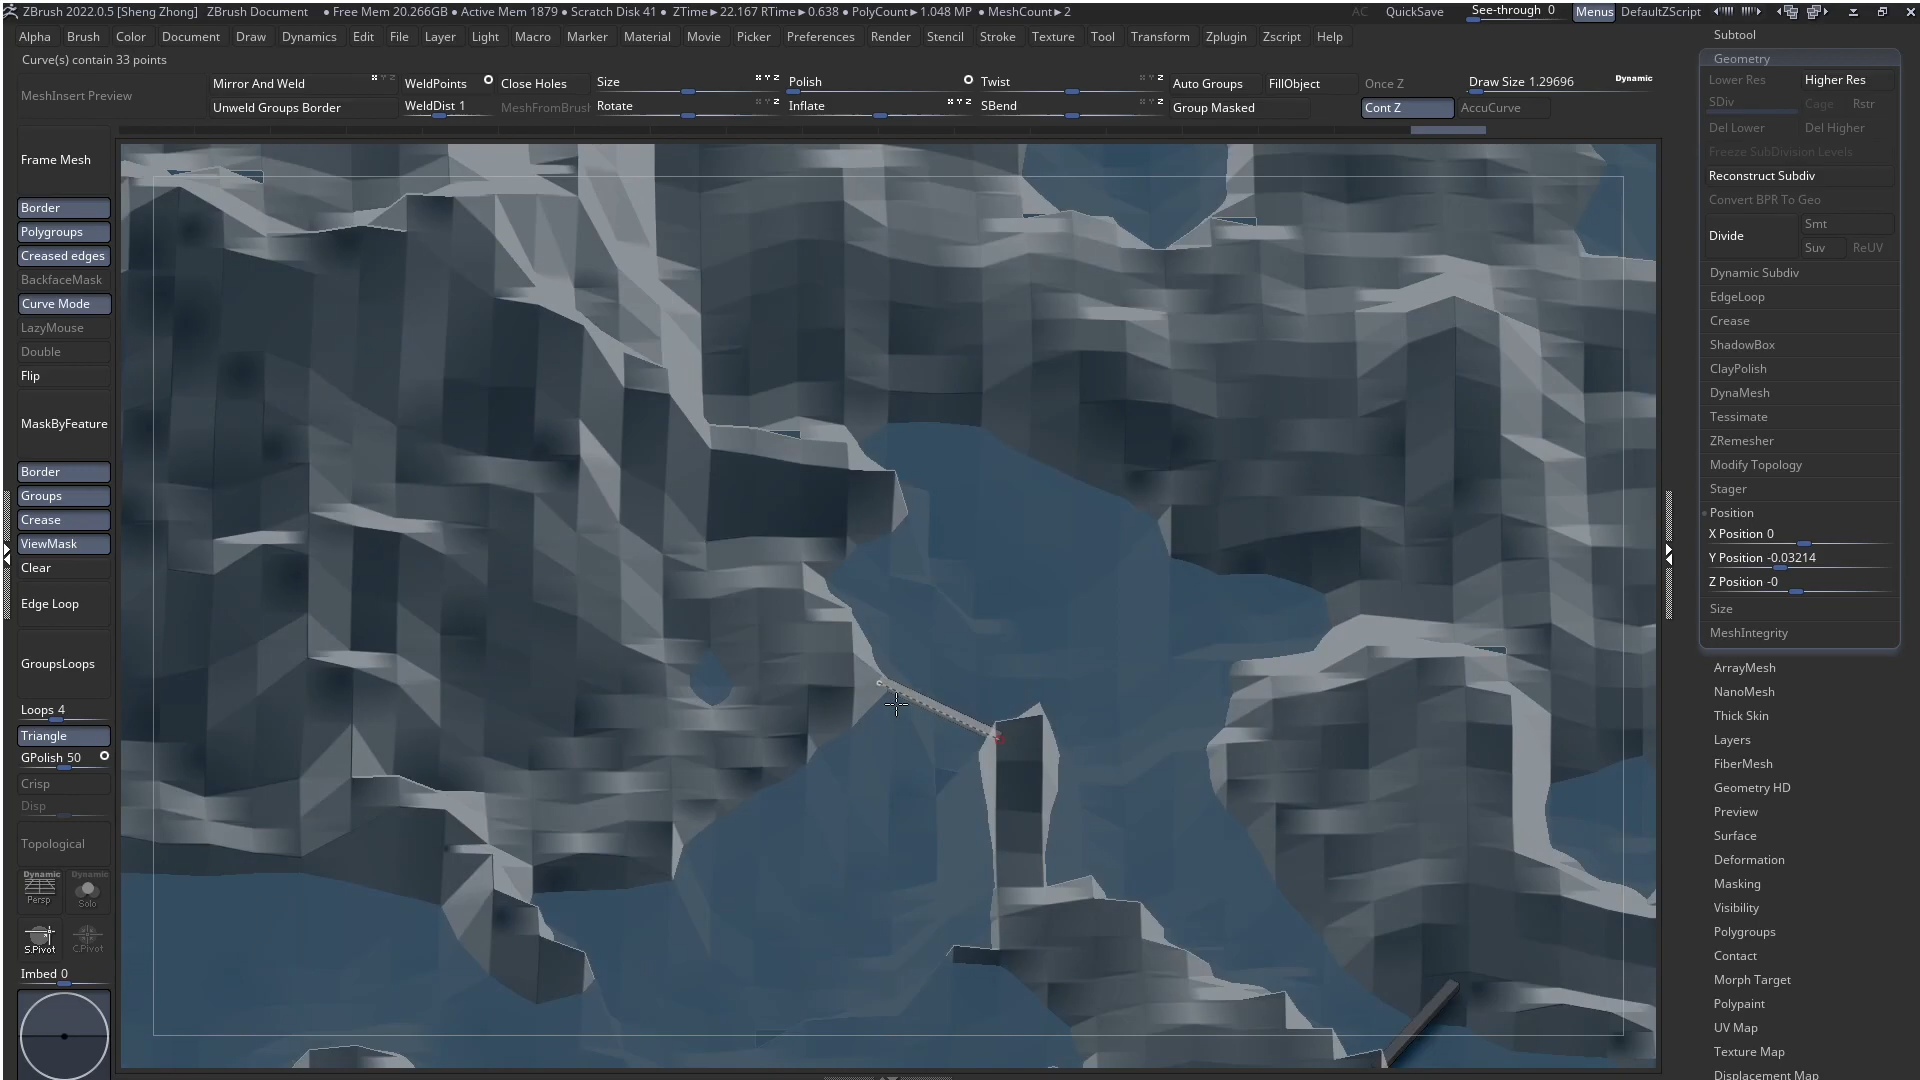 ZBrush 2022.0.5 [Sheng Zhong] ZBrush Document • Free Mem 20.266GB • Active Mem 1879 • Scratch Disk 41 • ZTime►22.167 RTime►0.638 • PolyCount►1.048 MP • MeshCount►2 AC QuickSave See-through 0 Menus DefaultZScript
Alpha Brush Color Document Draw Dynamics Edit File Layer Light Macro Marker Material Movie Picker Preferences Render Stencil Stroke Texture Tool Transform Zplugin Zscript Help
Curve(s) contain 33 points
MeshInsert Preview
Mirror And Weld
Unweld Groups Border
WeldPoints
WeldDist 1
Close Holes
MeshFromBrush
Size
Rotate
Polish
Inflate
Twist
SBend
Auto Groups
Group Masked
FillObject
Once Z
Cont Z
Draw Size 1.29696
Dynamic
AccuCurve
Frame Mesh
Border
Polygroups
Creased edges
BackfaceMask
Curve Mode
LazyMouse
Double
Flip
MaskByFeature
Border
Groups
Crease
ViewMask
Clear
Edge Loop
GroupsLoops
Loops 4
Triangle
GPolish 50
Crisp
Disp
Topological
Dynamic
Persp
Dynamic
Solo
S.Pivot
C.Pivot
Imbed 0
Subtool
Geometry
Lower Res Higher Res
SDiv Cage Rstr
Del Lower Del Higher
Freeze SubDivision Levels
Reconstruct Subdiv
Convert BPR To Geo
Divide
Smt
Suv ReUV
Dynamic Subdiv
EdgeLoop
Crease
ShadowBox
ClayPolish
DynaMesh
Tessimate
ZRemesher
Modify Topology
Stager
Position
X Position 0
Y Position -0.03214
Z Position -0
Size
MeshIntegrity
ArrayMesh
NanoMesh
Thick Skin
Layers
FiberMesh
Geometry HD
Preview
Surface
Deformation
Masking
Visibility
Polygroups
Contact
Morph Target
Polypaint
UV Map
Texture Map
Displacement Map